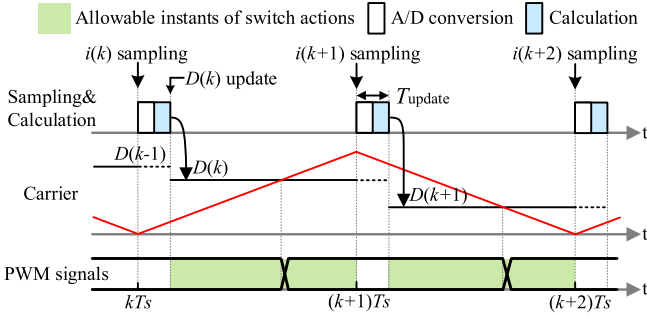 Allowable instants of switch actions A/D conversion Calculation
i(k) sampling i(k+1) sampling i(k+2) sampling
D(k) update
Sampling&
Calculation
Tupdate
t
D(k-1)
D(k)
D(k+1)
Carrier
t
PWM signals
t
kTs (k+1)Ts (k+2)Ts